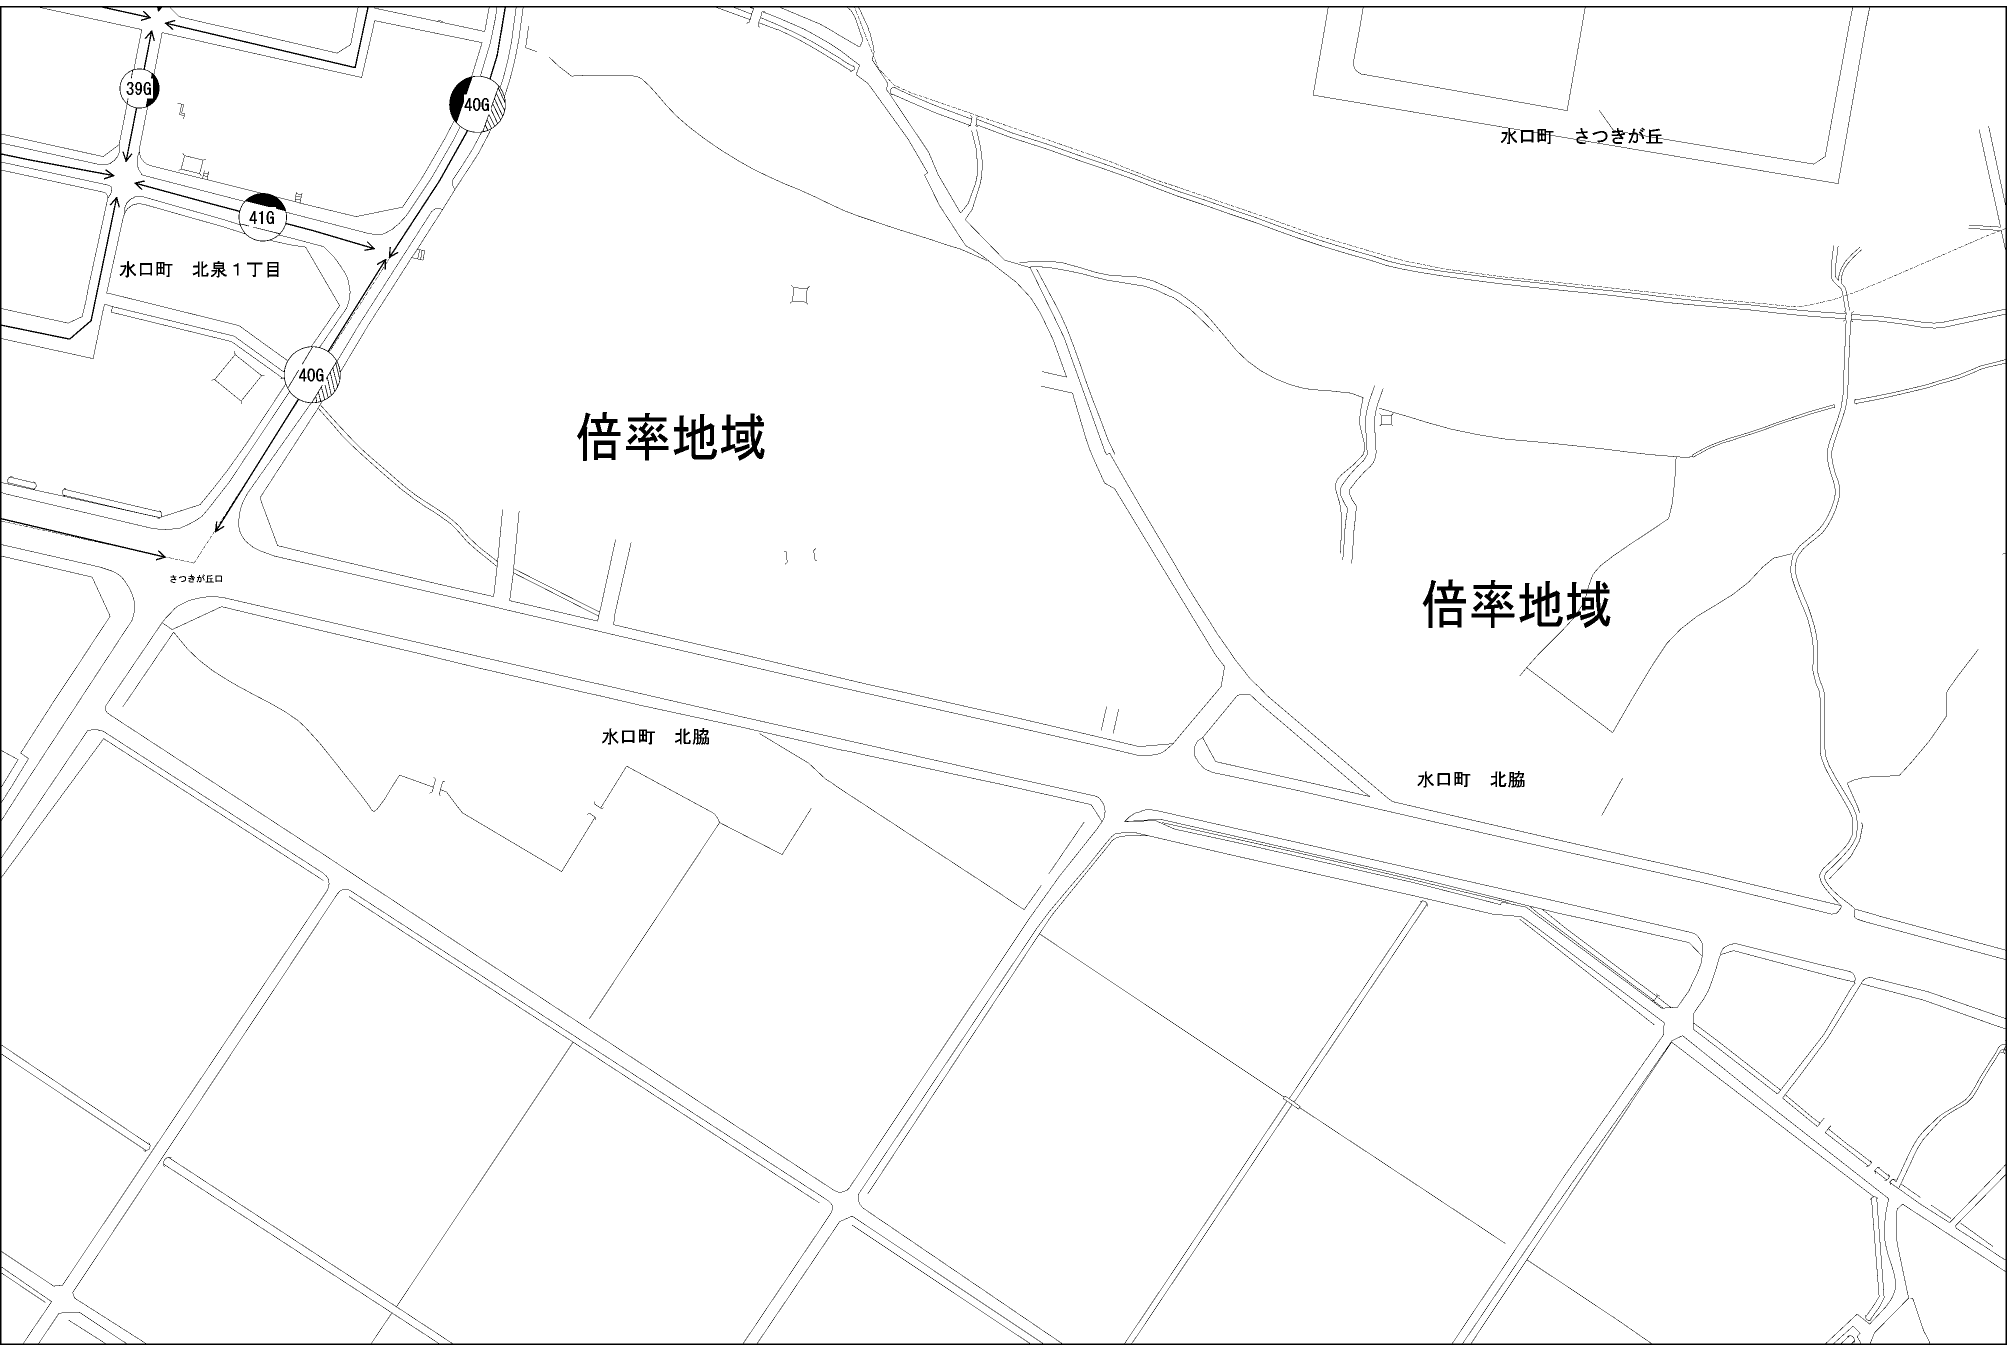 39G
40G
水口町　さつきが丘
41G
水口町　北泉１丁目
40G
倍率地域
さつきが丘口
倍率地域
水口町　北脇
水口町　北脇